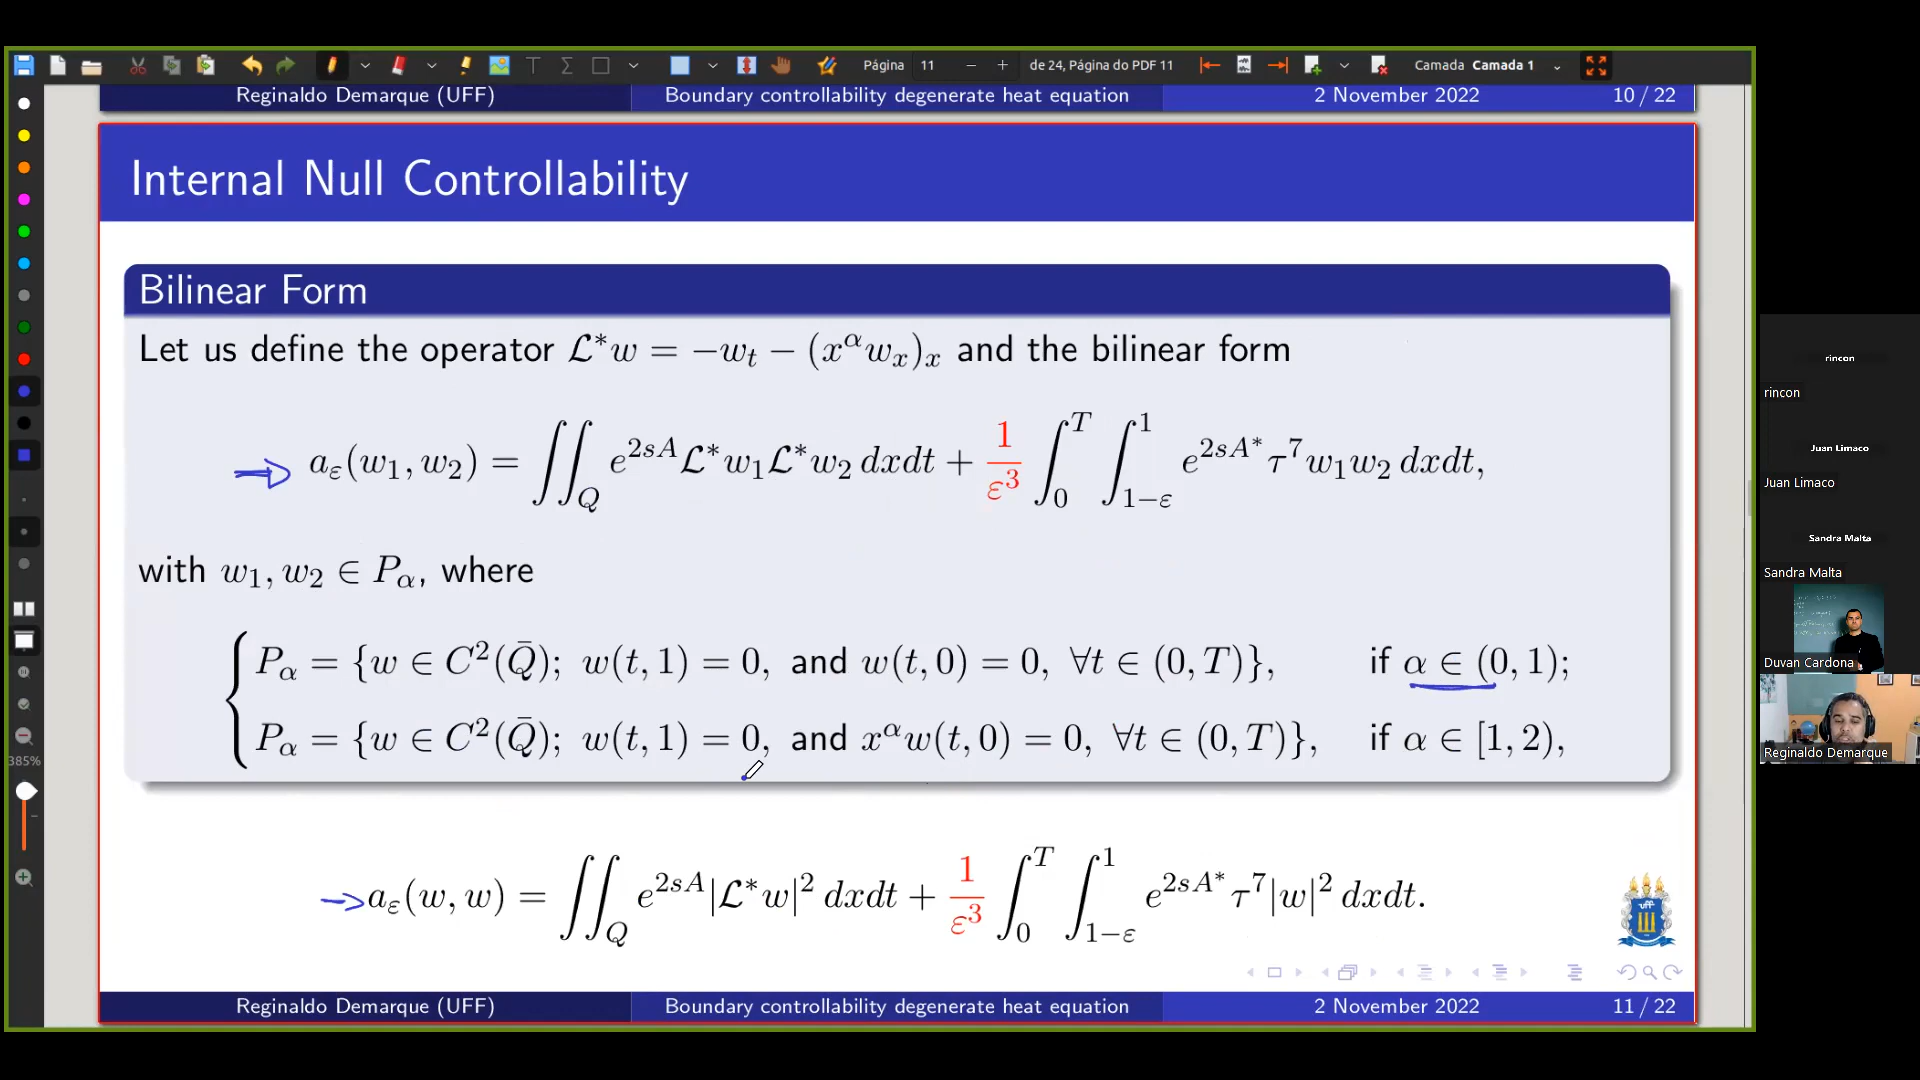 Página 11 − + de 24, Página do PDF 11 Camada Camada 1
Reginaldo Demarque (UFF) Boundary controllability degenerate heat equation 2 November 2022 10 / 22
Internal Null Controllability
Bilinear Form
Let us define the operator ℒ*w = −w_t − (x^α w_x)_x and the bilinear form
a_ε(w_1, w_2) = ∬_Q e^{2sA} ℒ*w_1 ℒ*w_2 dxdt + 1/ε^3 ∫_0^T ∫_{1−ε}^1 e^{2sA*} τ^7 w_1 w_2 dxdt,
with w_1, w_2 ∈ P_α, where
P_α = {w ∈ C^2(Q̄); w(t, 1) = 0, and w(t, 0) = 0, ∀t ∈ (0, T)}, if α ∈ (0, 1);
P_α = {w ∈ C^2(Q̄); w(t, 1) = 0, and x^α w(t, 0) = 0, ∀t ∈ (0, T)}, if α ∈ [1, 2),
a_ε(w, w) = ∬_Q e^{2sA} |ℒ*w|^2 dxdt + 1/ε^3 ∫_0^T ∫_{1−ε}^1 e^{2sA*} τ^7 |w|^2 dxdt.
uff
Reginaldo Demarque (UFF) Boundary controllability degenerate heat equation 2 November 2022 11 / 22
385%
rincon
rincon
Juan Limaco
Juan Limaco
Sandra Malta
Sandra Malta
Duvan Cardona
Reginaldo Demarque